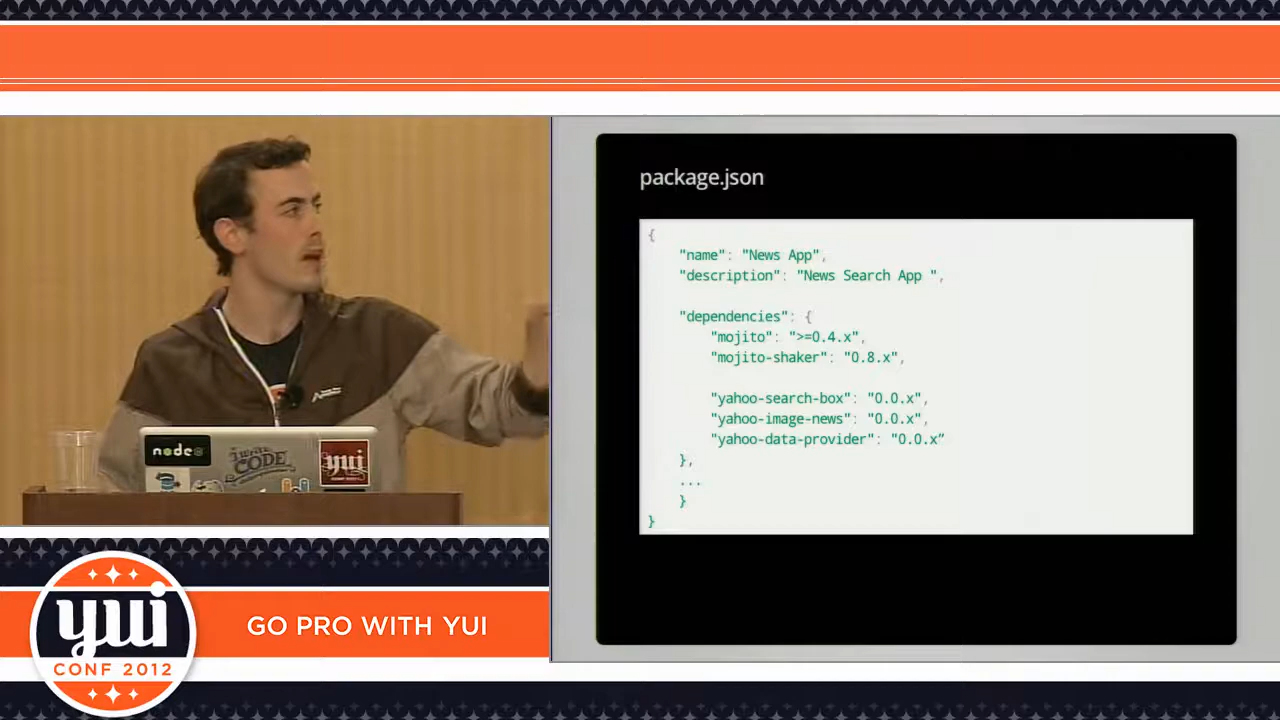 package.json
{
"name": "News App",
"description": "News Search App ",
"dependencies": {
"mojito": ">=0.4.x",
"mojito-shaker": "0.8.x",
"yahoo-search-box": "0.0.x",
"yahoo-image-news": "0.0.x",
"yahoo-data-provider": "0.0.x"
},
...
}
}
node
i write
CODE
yui
yui
CONF 2012
GO PRO WITH YUI